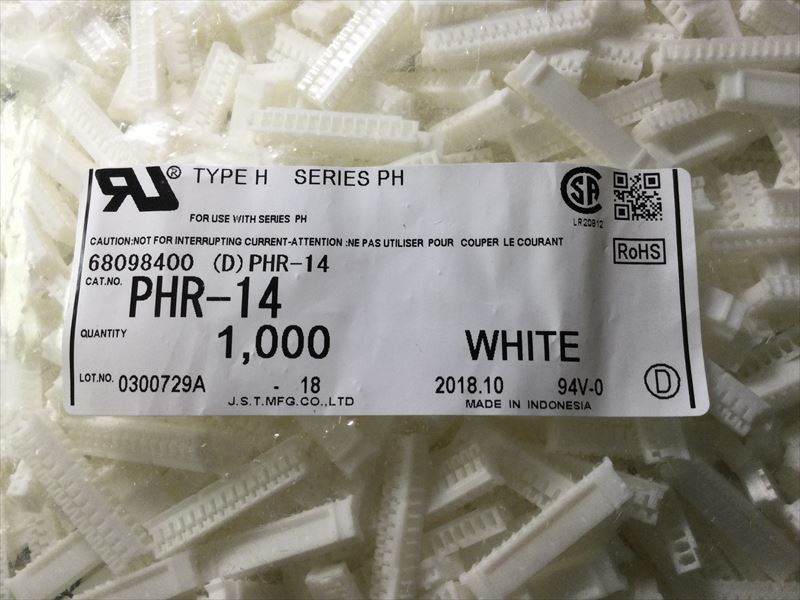 RU® TYPE H SERIES PH
FOR USE WITH SERIES PH
LR20812
CAUTION:NOT FOR INTERRUPTING CURRENT-ATTENTION :NE PAS UTILISER POUR COUPER LE COURANT
RoHS
68098400 (D)PHR-14
CAT.NO. PHR-14
QUANTITY 1,000 WHITE
LOT.NO. 0300729A - 18 2018.10 94V-0 D
J.S.T.MFG.CO.,LTD MADE IN INDONESIA